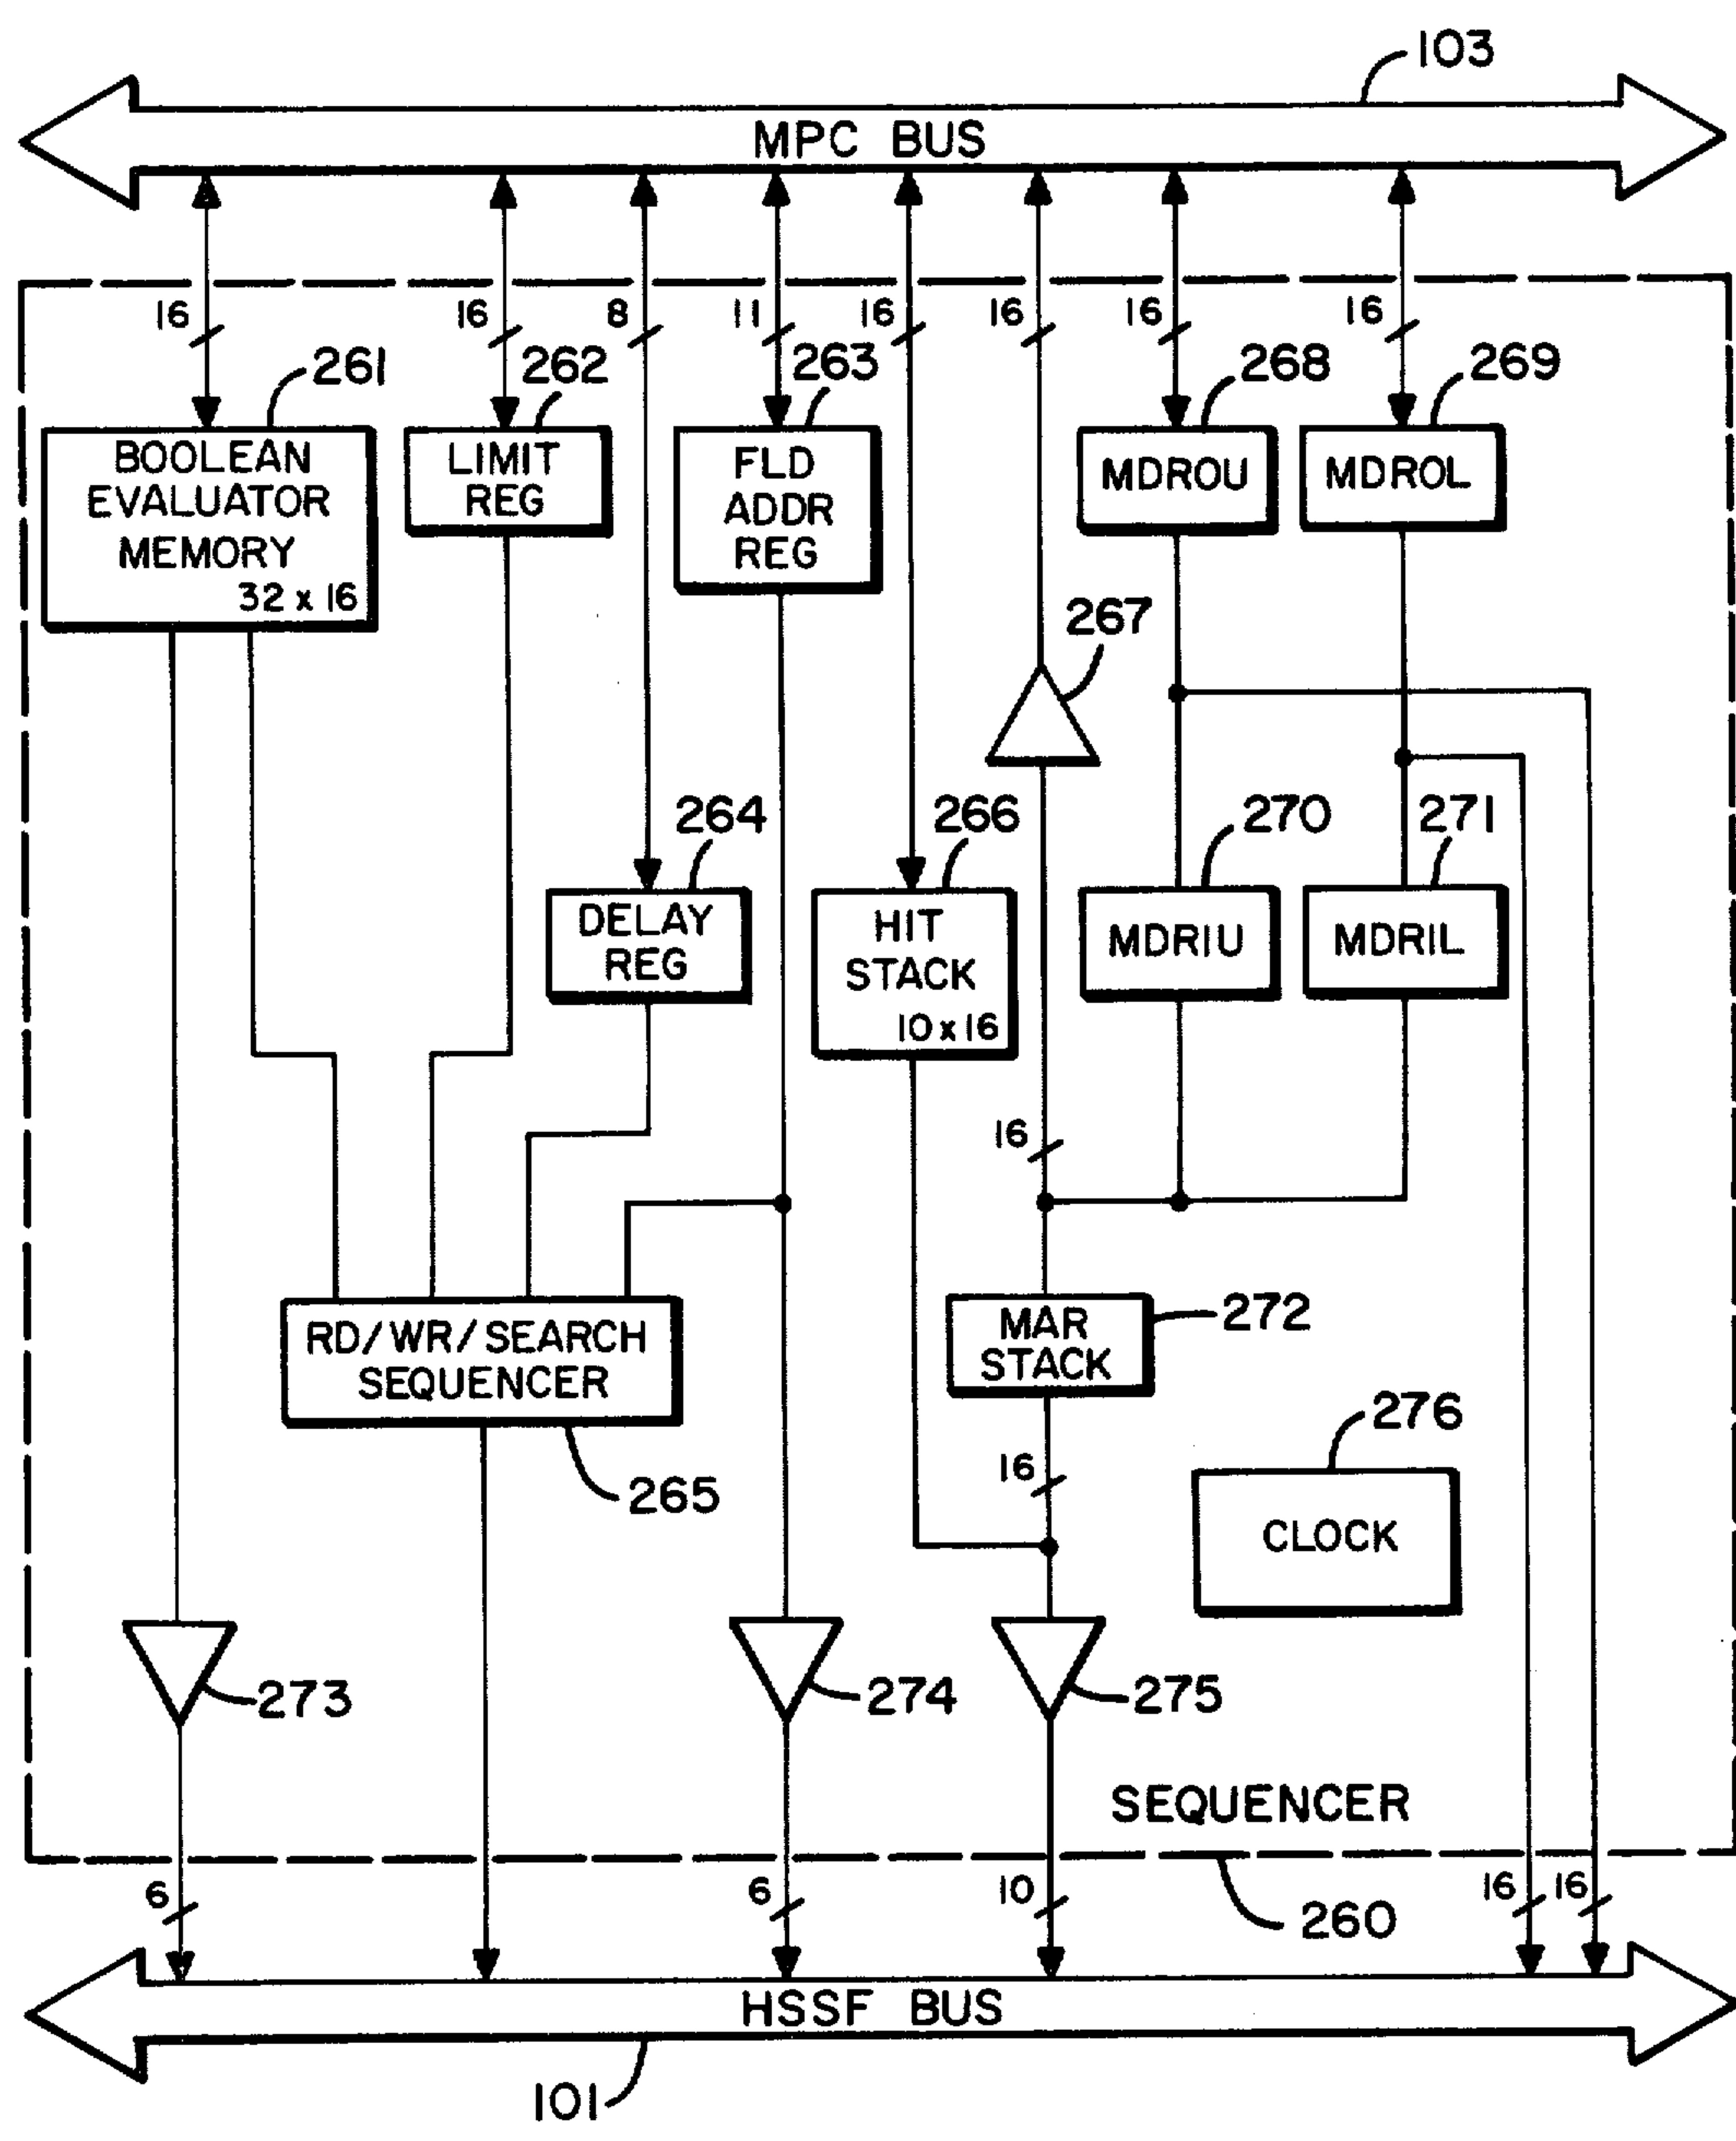 103
MPC BUS
16
16
8
11
16
16
16
16
261
262
263
268
269
BOOLEAN
EVALUATOR
MEMORY
32 x 16
LIMIT
REG
FLD
ADDR
REG
MDROU
MDROL
267
264
266
270
271
DELAY
REG
HIT
STACK
10 x 16
MDRIU
MDRIL
16
RD/WR/SEARCH
SEQUENCER
265
MAR
STACK
272
16
276
CLOCK
273
274
275
SEQUENCER
260
6
6
10
16
16
HSSF BUS
101